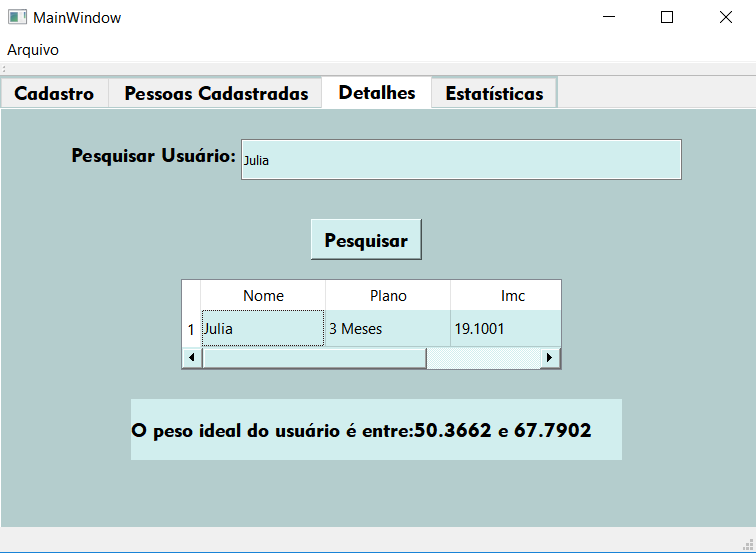 MainWindow
Arquivo
Cadastro Pessoas Cadastradas Detalhes Estatísticas
Pesquisar Usuário: Julia
Pesquisar
Nome Plano Imc
1 Julia 3 Meses 19.1001
O peso ideal do usuário é entre:50.3662 e 67.7902